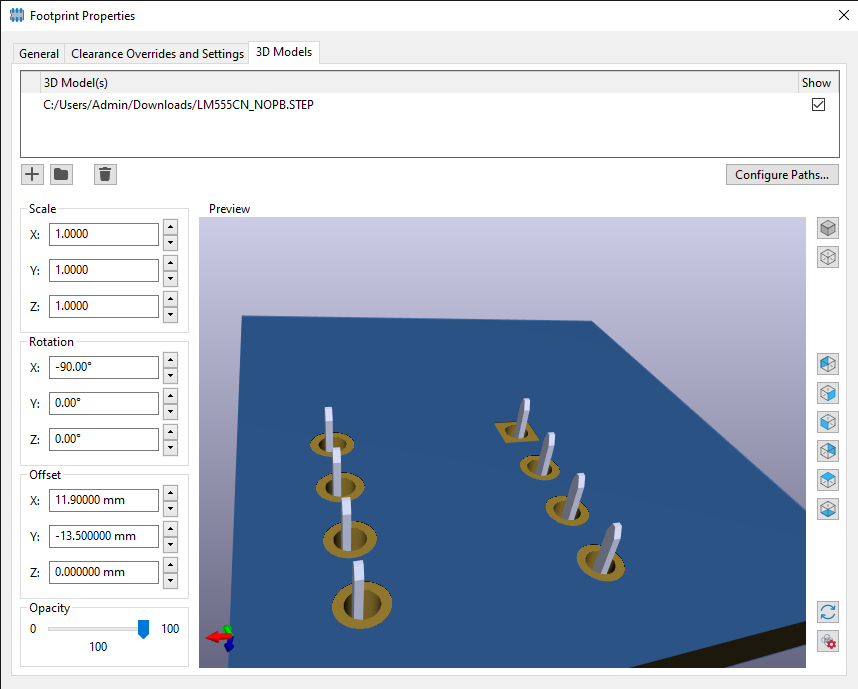 Footprint Properties
General Clearance Overrides and Settings 3D Models
3D Model(s) Show
C:/Users/Admin/Downloads/LM555CN_NOPB.STEP
Configure Paths...
Scale
X: 1.0000
Y: 1.0000
Z: 1.0000
Rotation
X: -90.00°
Y: 0.00°
Z: 0.00°
Offset
X: 11.90000 mm
Y: -13.500000 mm
Z: 0.000000 mm
Opacity
0 100
100
Preview